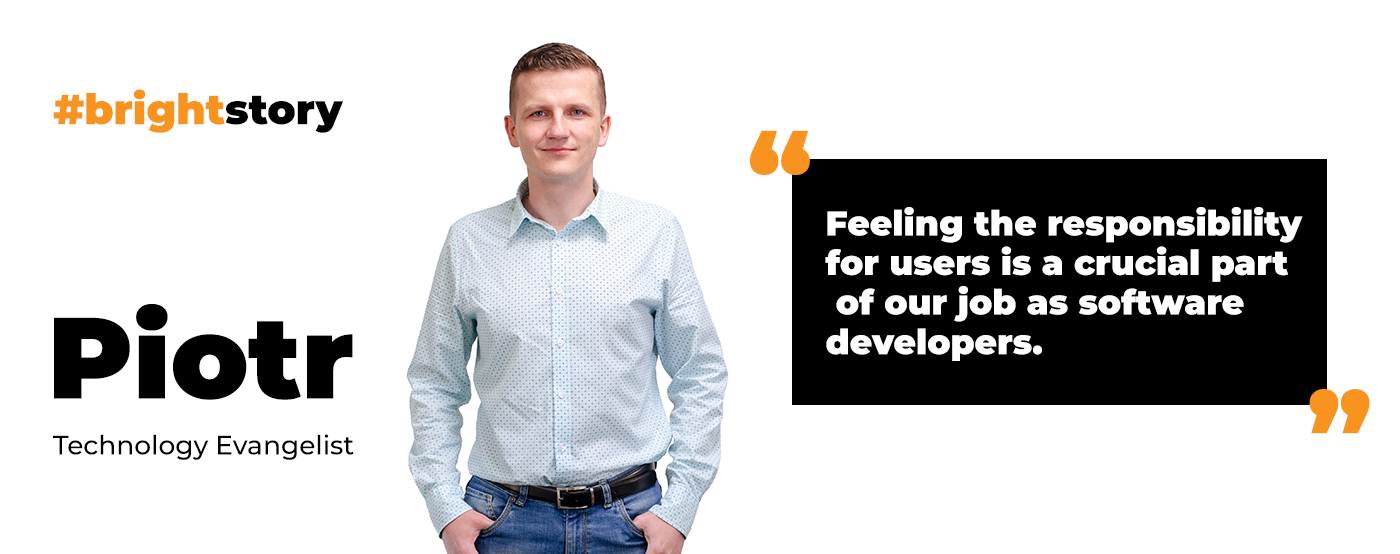 #brightstory
Piotr
Technology Evangelist
“
Feeling the responsibility
for users is a crucial part
of our job as software
developers.
”